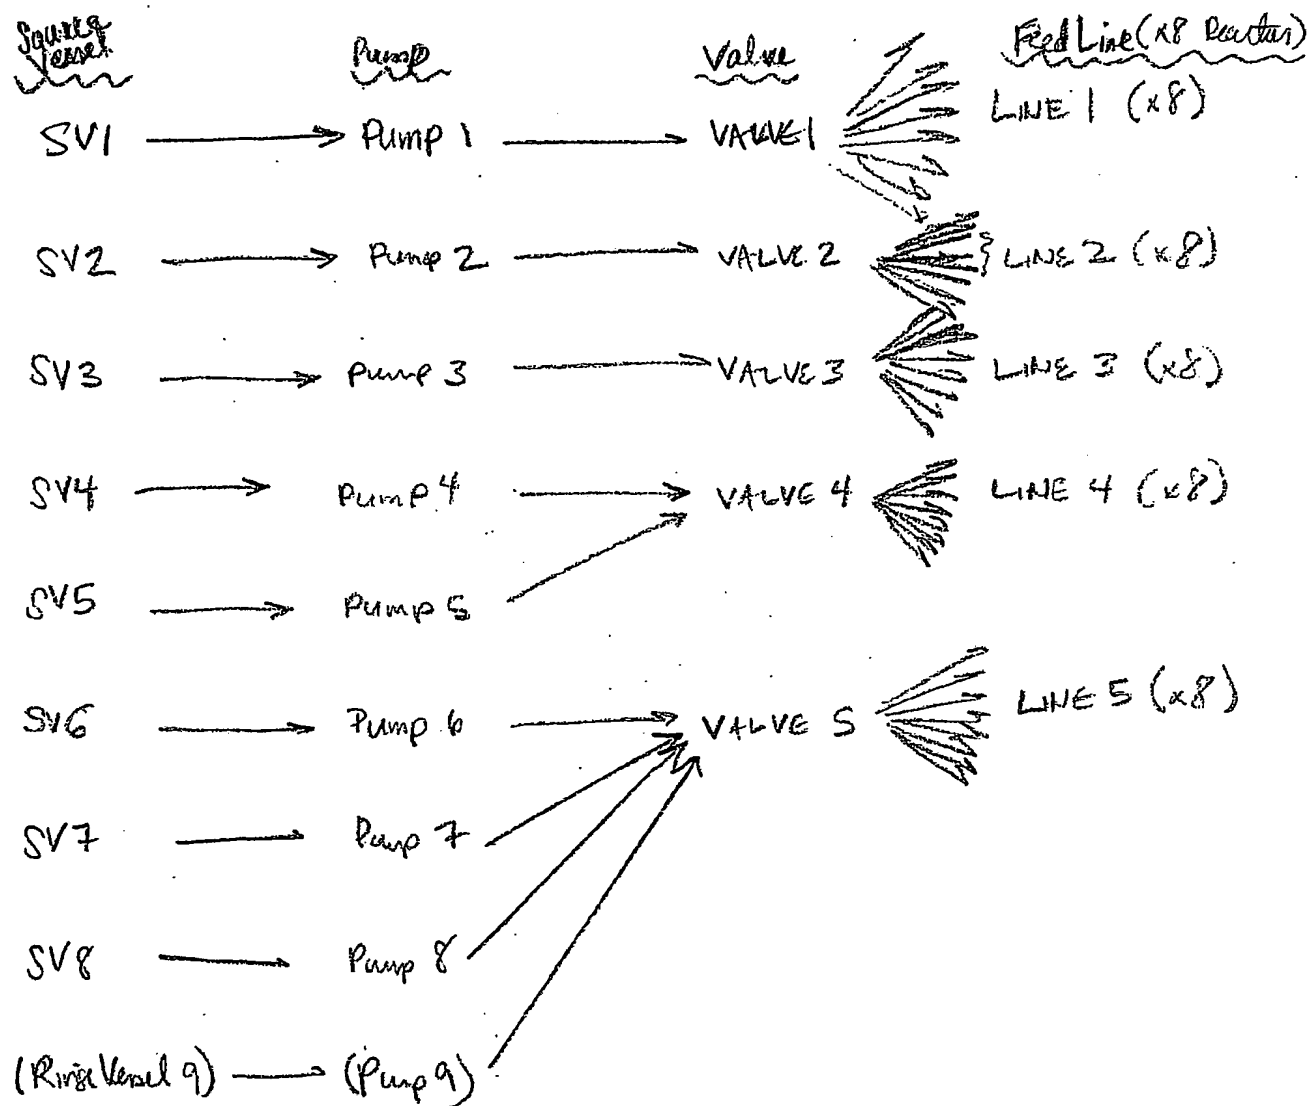 Source Vessel Pump Valve Feed Line (x8 Reactors)
SV1 Pump 1 VALVE 1 LINE 1 (x8)
SV2 Pump 2 VALVE 2 } LINE 2 (x8)
SV3 Pump 3 VALVE 3 LINE 3 (x8)
SV4 Pump 4 VALVE 4 LINE 4 (x8)
SV5 Pump 5
SV6 Pump 6 VALVE 5 LINE 5 (x8)
SV7 Pump 7
SV8 Pump 8
(Rinse Vessel 9) (Pump 9)